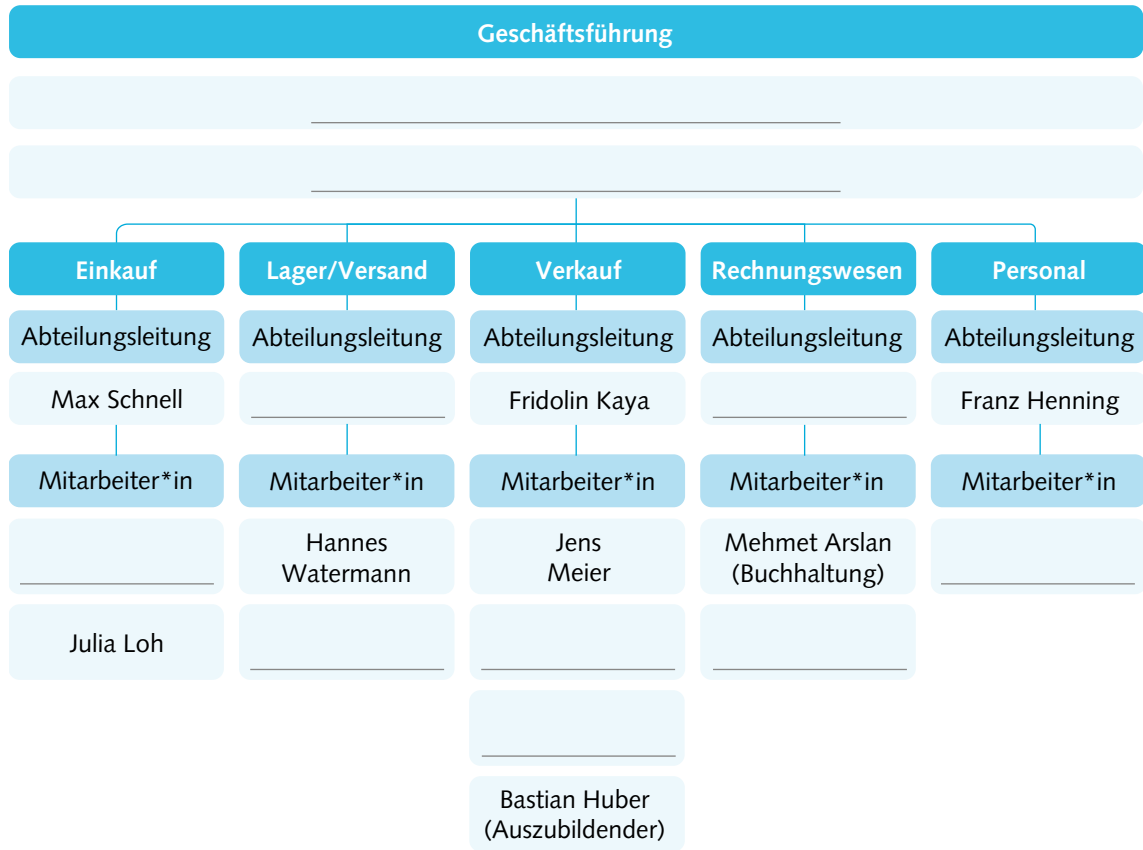 Geschäftsführung
Einkauf
Lager/Versand
Verkauf
Rechnungswesen
Personal
Abteilungsleitung
Abteilungsleitung
Abteilungsleitung
Abteilungsleitung
Abteilungsleitung
Max Schnell
Fridolin Kaya
Franz Henning
Mitarbeiter*in
Mitarbeiter*in
Mitarbeiter*in
Mitarbeiter*in
Mitarbeiter*in
Hannes
Watermann
Jens
Meier
Mehmet Arslan
(Buchhaltung)
Julia Loh
Bastian Huber
(Auszubildender)